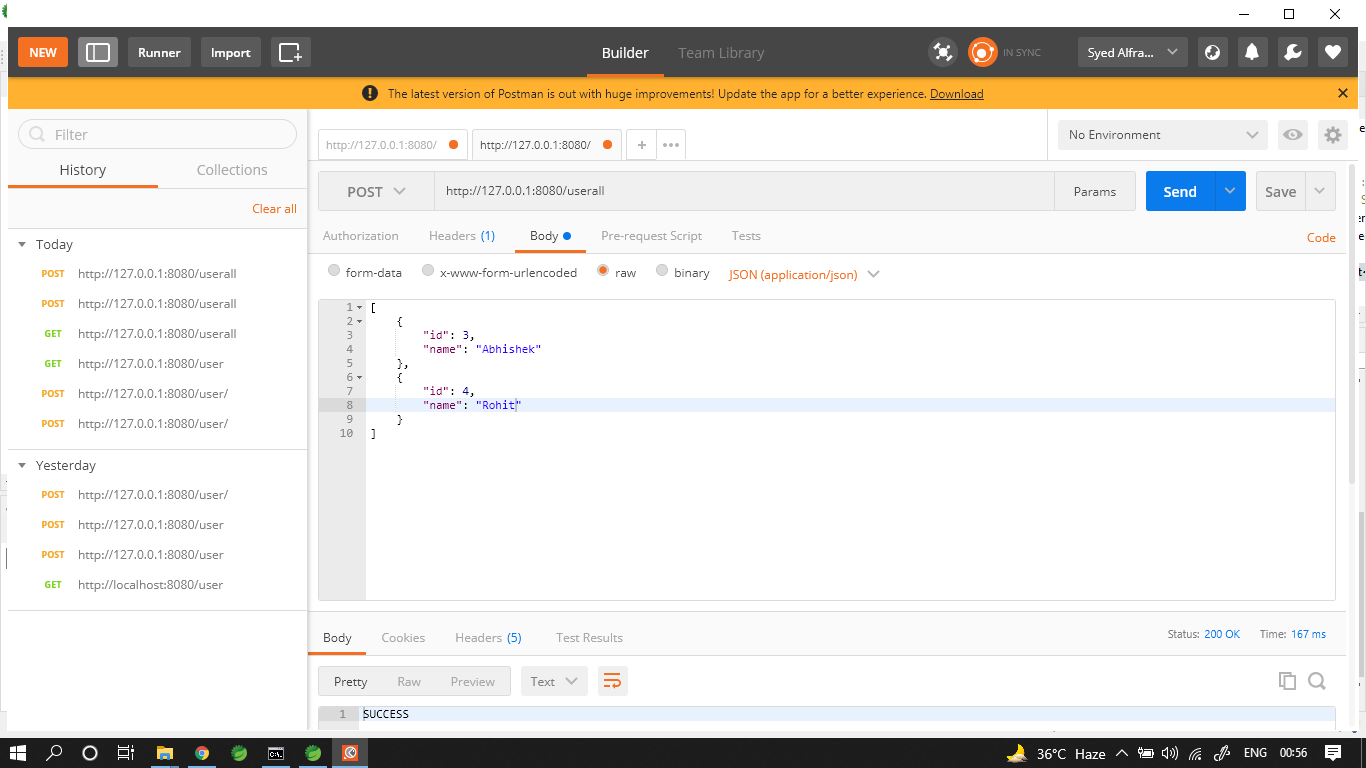 NEW
Runner
Import
Builder
Team Library
IN SYNC
Syed Alfra...
The latest version of Postman is out with huge improvements! Update the app for a better experience. Download
Filter
History
Collections
Clear all
Today
POST http://127.0.0.1:8080/userall
POST http://127.0.0.1:8080/userall
GET http://127.0.0.1:8080/userall
GET http://127.0.0.1:8080/user
POST http://127.0.0.1:8080/user/
POST http://127.0.0.1:8080/user/
Yesterday
POST http://127.0.0.1:8080/user/
POST http://127.0.0.1:8080/user
POST http://127.0.0.1:8080/user
GET http://localhost:8080/user
http://127.0.0.1:8080/
http://127.0.0.1:8080/
No Environment
POST http://127.0.0.1:8080/userall Params Send Save
Authorization Headers (1) Body Pre-request Script Tests Code
form-data x-www-form-urlencoded raw binary JSON (application/json)
1 [
2 {
3 "id": 3,
4 "name": "Abhishek"
5 },
6 {
7 "id": 4,
8 "name": "Rohit"
9 }
10 ]
Body Cookies Headers (5) Test Results Status: 200 OK Time: 167 ms
Pretty Raw Preview Text
1 SUCCESS
36°C Haze ENG 00:56